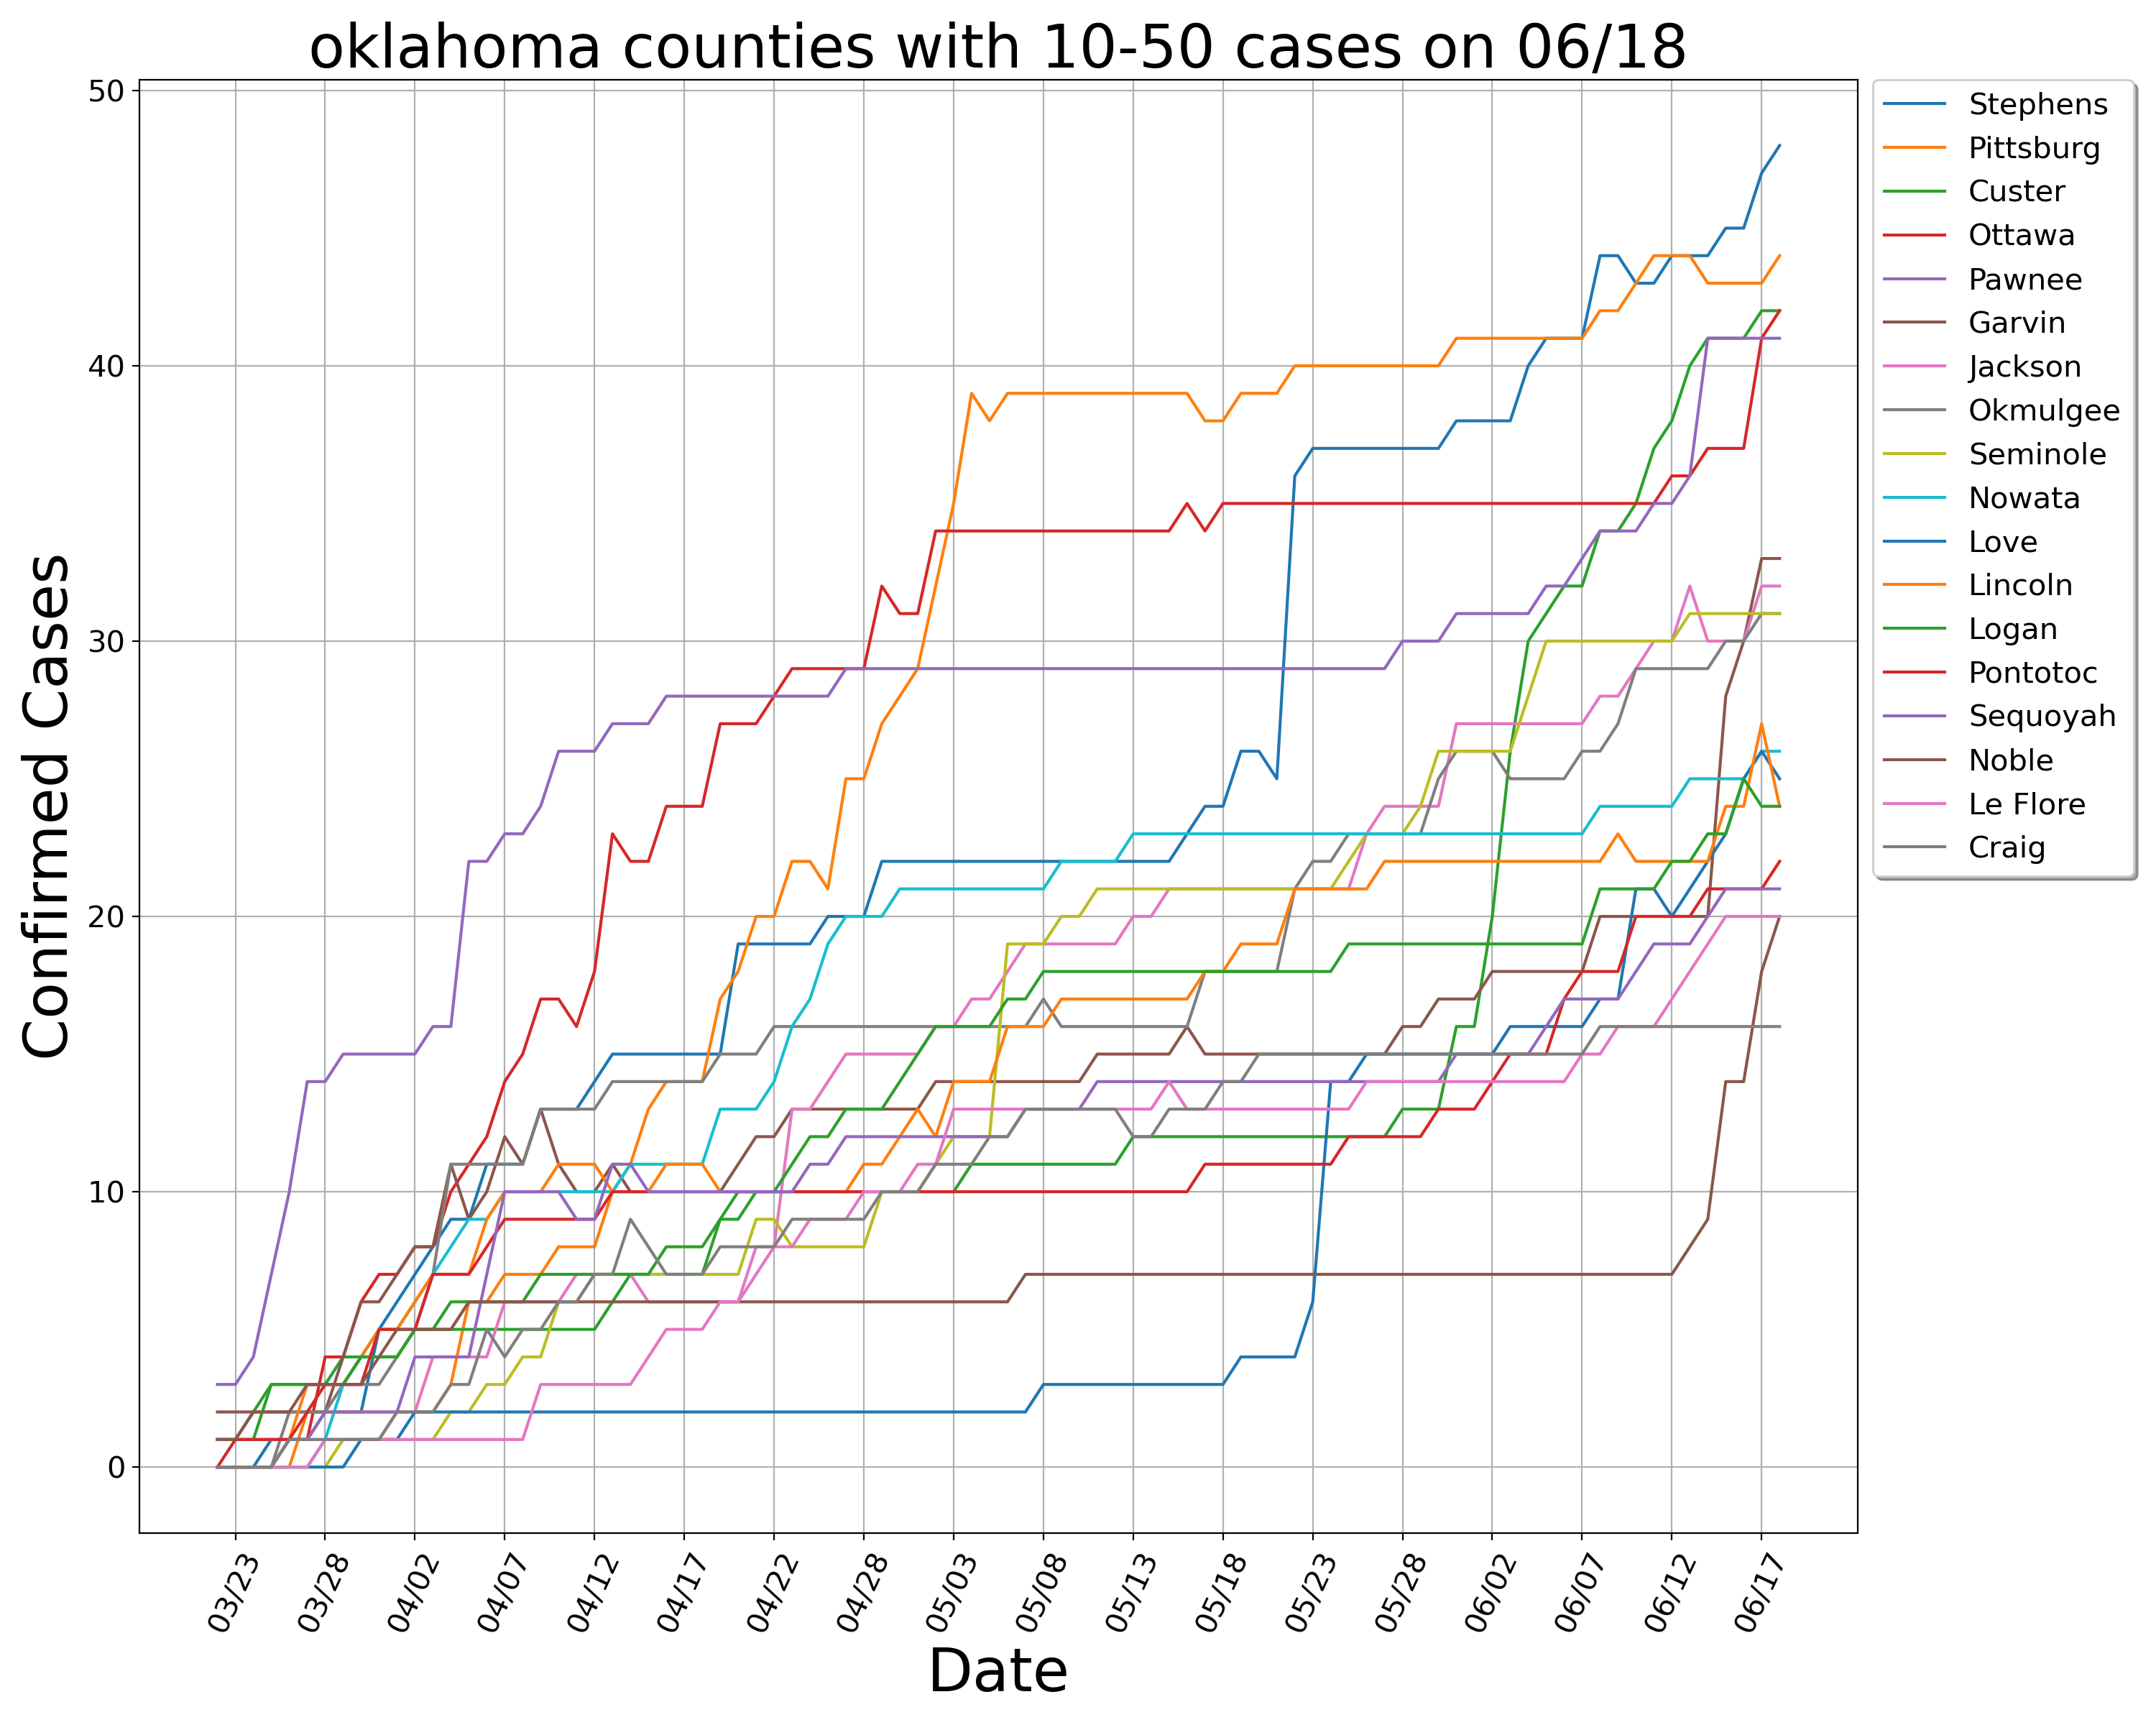 oklahoma counties with 10-50 cases on 06/18
50
40
30
20
10
0
Confirmed Cases
03/23
03/28
04/02
04/07
04/12
04/17
04/22
04/28
05/03
05/08
05/13
05/18
05/23
05/28
06/02
06/07
06/12
06/17
Date
Stephens
Pittsburg
Custer
Ottawa
Pawnee
Garvin
Jackson
Okmulgee
Seminole
Nowata
Love
Lincoln
Logan
Pontotoc
Sequoyah
Noble
Le Flore
Craig